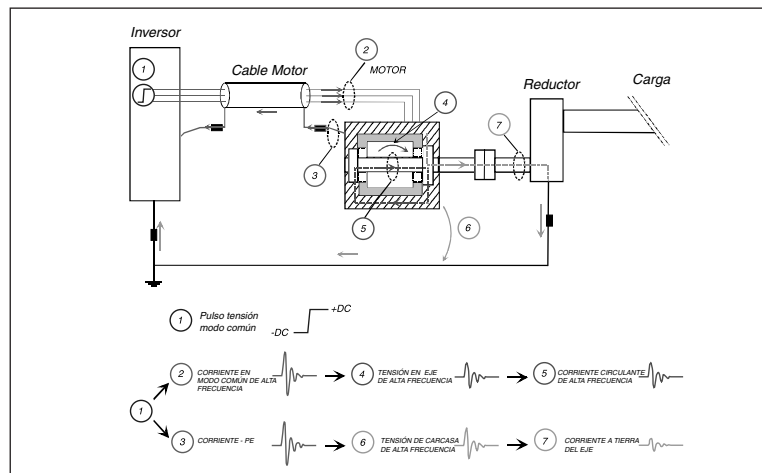 Inversor
1
Cable Motor
2
MOTOR
Reductor
Carga
4
7
3
5
6
1
Pulso tensión
modo común
-DC
+DC
1
2
CORRIENTE EN
MODO COMÚN DE ALTA
FRECUENCIA
4
TENSIÓN EN EJE
DE ALTA FRECUENCIA
5
CORRIENTE CIRCULANTE
DE ALTA FRECUENCIA
3
CORRIENTE - PE
6
TENSIÓN DE CARCASA
DE ALTA FRECUENCIA
7
CORRIENTE A TIERRA
DEL EJE